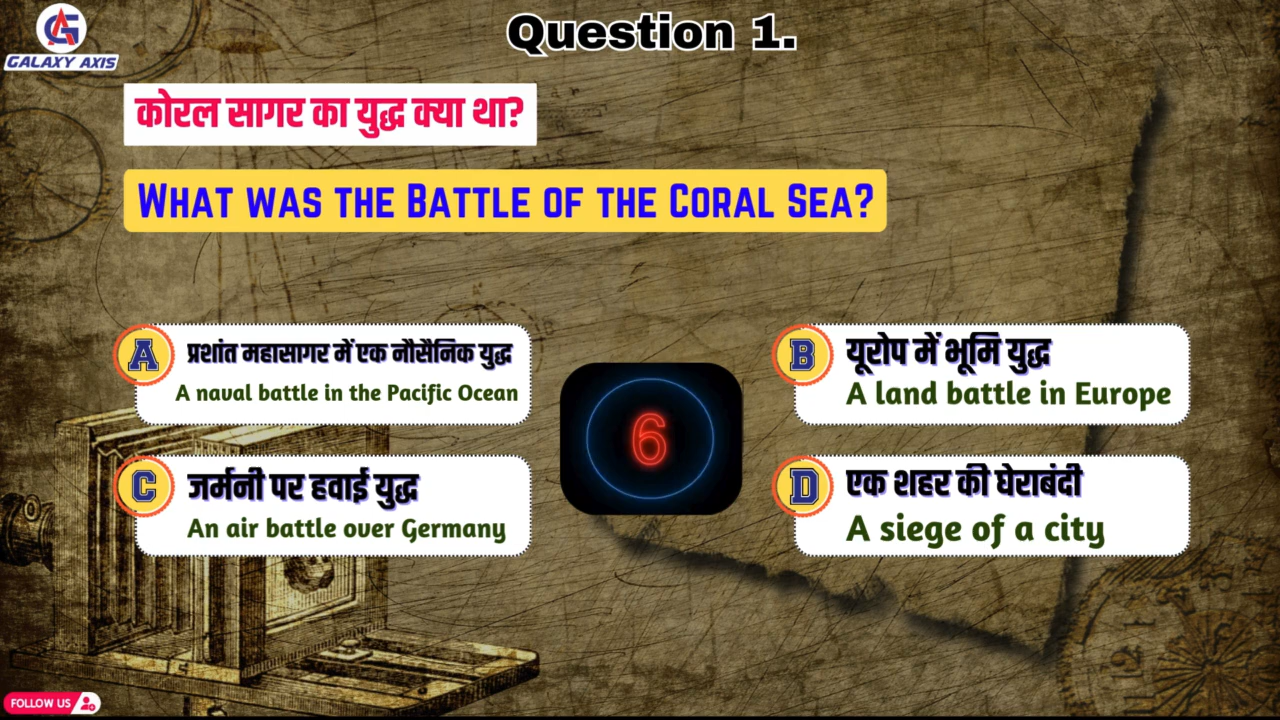 GALAXY AXIS
Question 1.
कोरल सागर का युद्ध क्या था?
What was the Battle of the Coral Sea?
A
प्रशांत महासागर में एक नौसैनिक युद्ध
A naval battle in the Pacific Ocean
B
यूरोप में भूमि युद्ध
A land battle in Europe
6
C
जर्मनी पर हवाई युद्ध
An air battle over Germany
D
एक शहर की घेराबंदी
A siege of a city
FOLLOW US